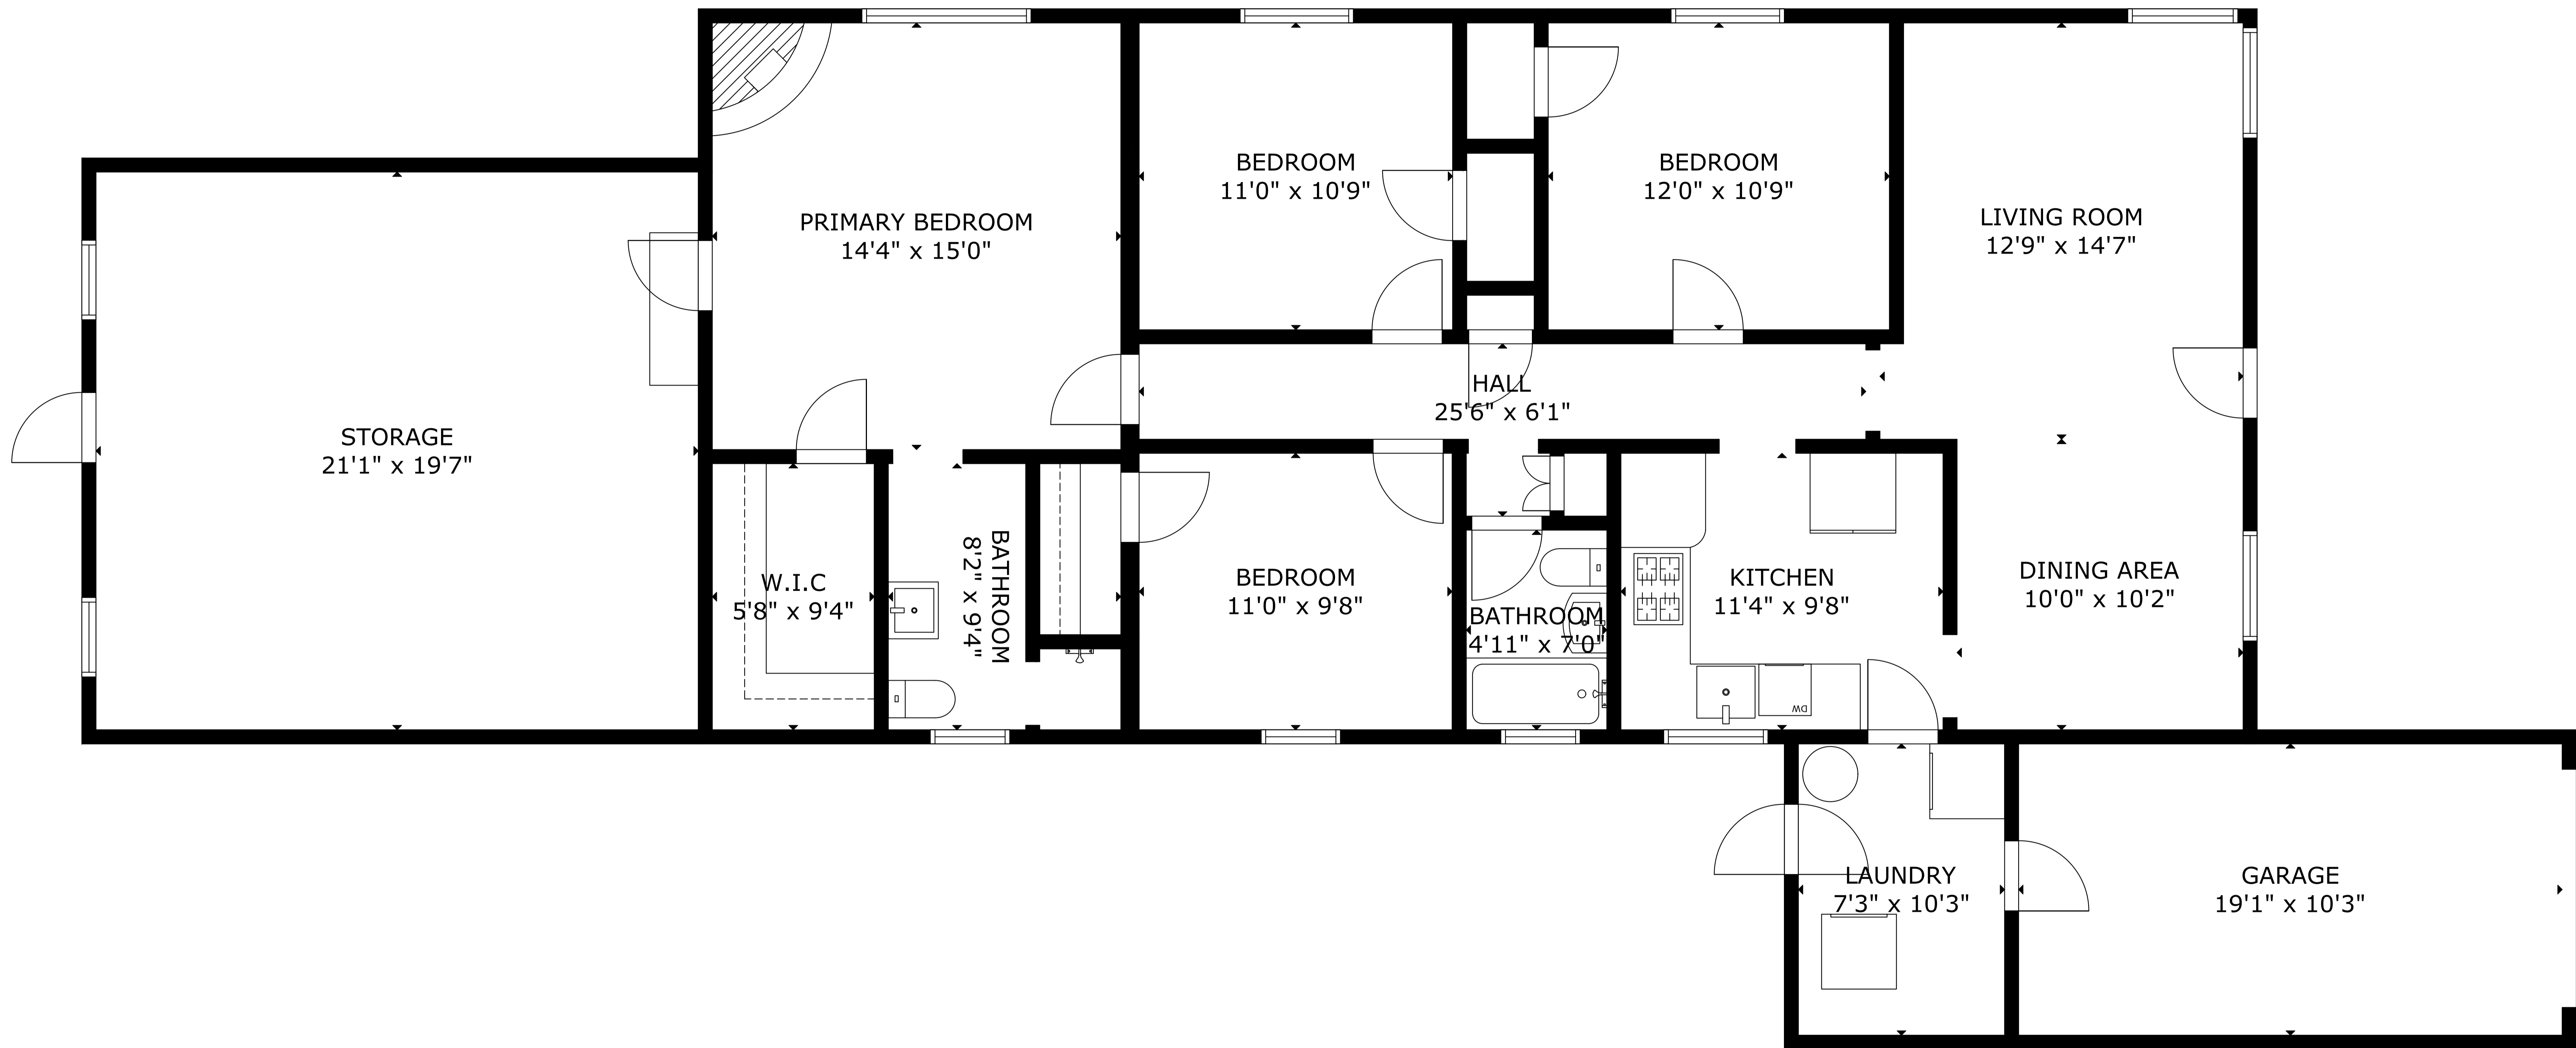 BEDROOM
11'0" x 10'9"
BEDROOM
12'0" x 10'9"
PRIMARY BEDROOM
14'4" x 15'0"
LIVING ROOM
12'9" x 14'7"
HALL
25'6" x 6'1"
STORAGE
21'1" x 19'7"
W.I.C
5'8" x 9'4"
BATHROOM
8'2" x 9'4"
BEDROOM
11'0" x 9'8"
BATHROOM
4'11" x 7'0"
KITCHEN
11'4" x 9'8"
DINING AREA
10'0" x 10'2"
DW
LAUNDRY
7'3" x 10'3"
GARAGE
19'1" x 10'3"